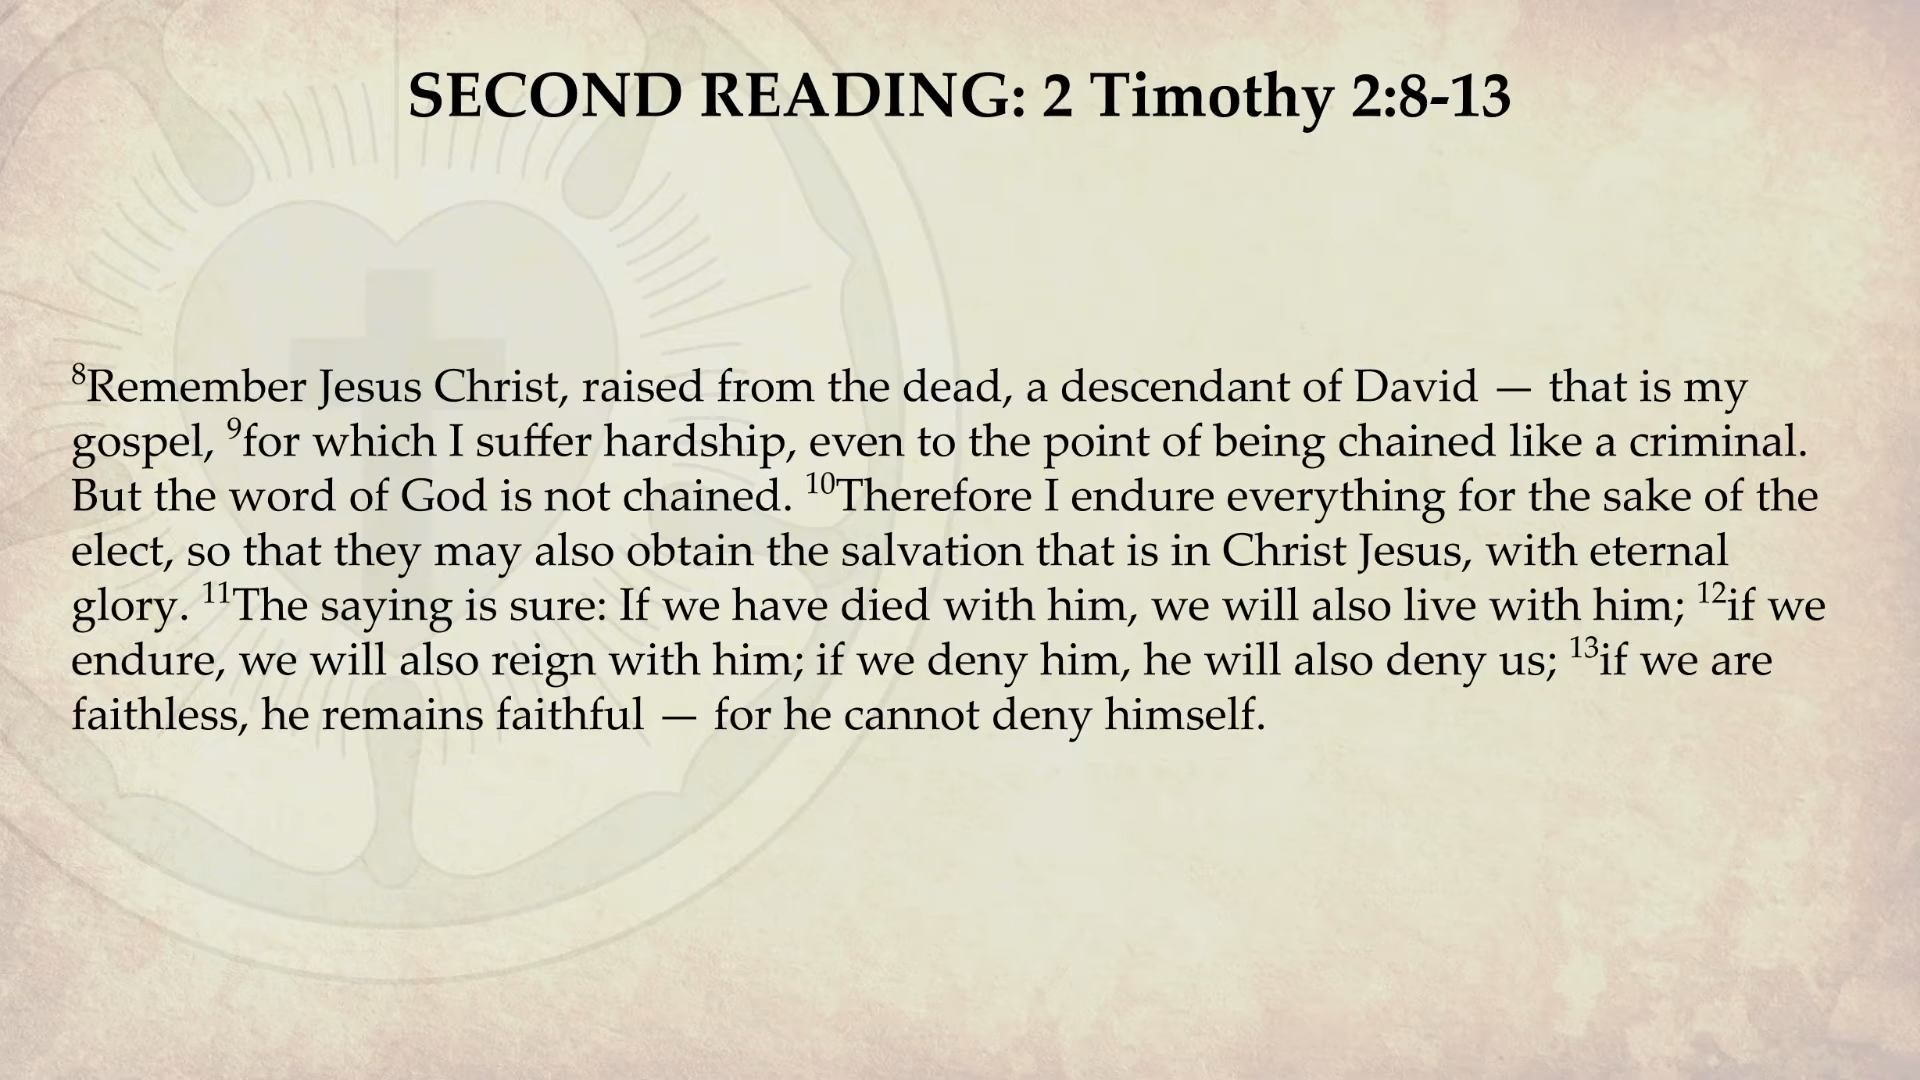 SECOND READING: 2 Timothy 2:8-13
⁸Remember Jesus Christ, raised from the dead, a descendant of David — that is my
gospel, ⁹for which I suffer hardship, even to the point of being chained like a criminal.
But the word of God is not chained. ¹⁰Therefore I endure everything for the sake of the
elect, so that they may also obtain the salvation that is in Christ Jesus, with eternal
glory. ¹¹The saying is sure: If we have died with him, we will also live with him; ¹²if we
endure, we will also reign with him; if we deny him, he will also deny us; ¹³if we are
faithless, he remains faithful — for he cannot deny himself.